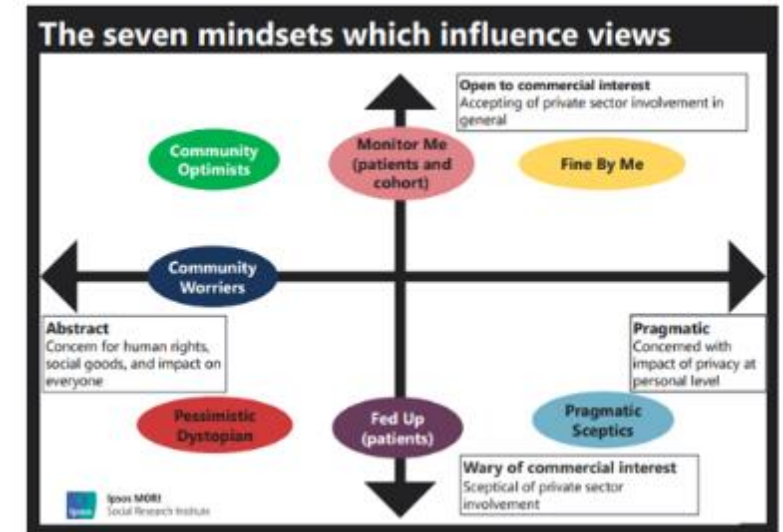 The seven mindsets which influence views
Open to commercial interest
Accepting of private sector involvement in
general
Community
Optimists
Monitor Me
(patients and
cohort)
Fine By Me
Community
Worriers
Abstract
Concern for human rights,
social goods, and impact on
everyone
Pragmatic
Concerned with
impact of privacy at
personal level
Pessimistic
Dystopian
Fed Up
(patients)
Pragmatic
Sceptics
Wary of commercial interest
Sceptical of private sector
involvement
Ipsos
Ipsos MORI
Social Research Institute